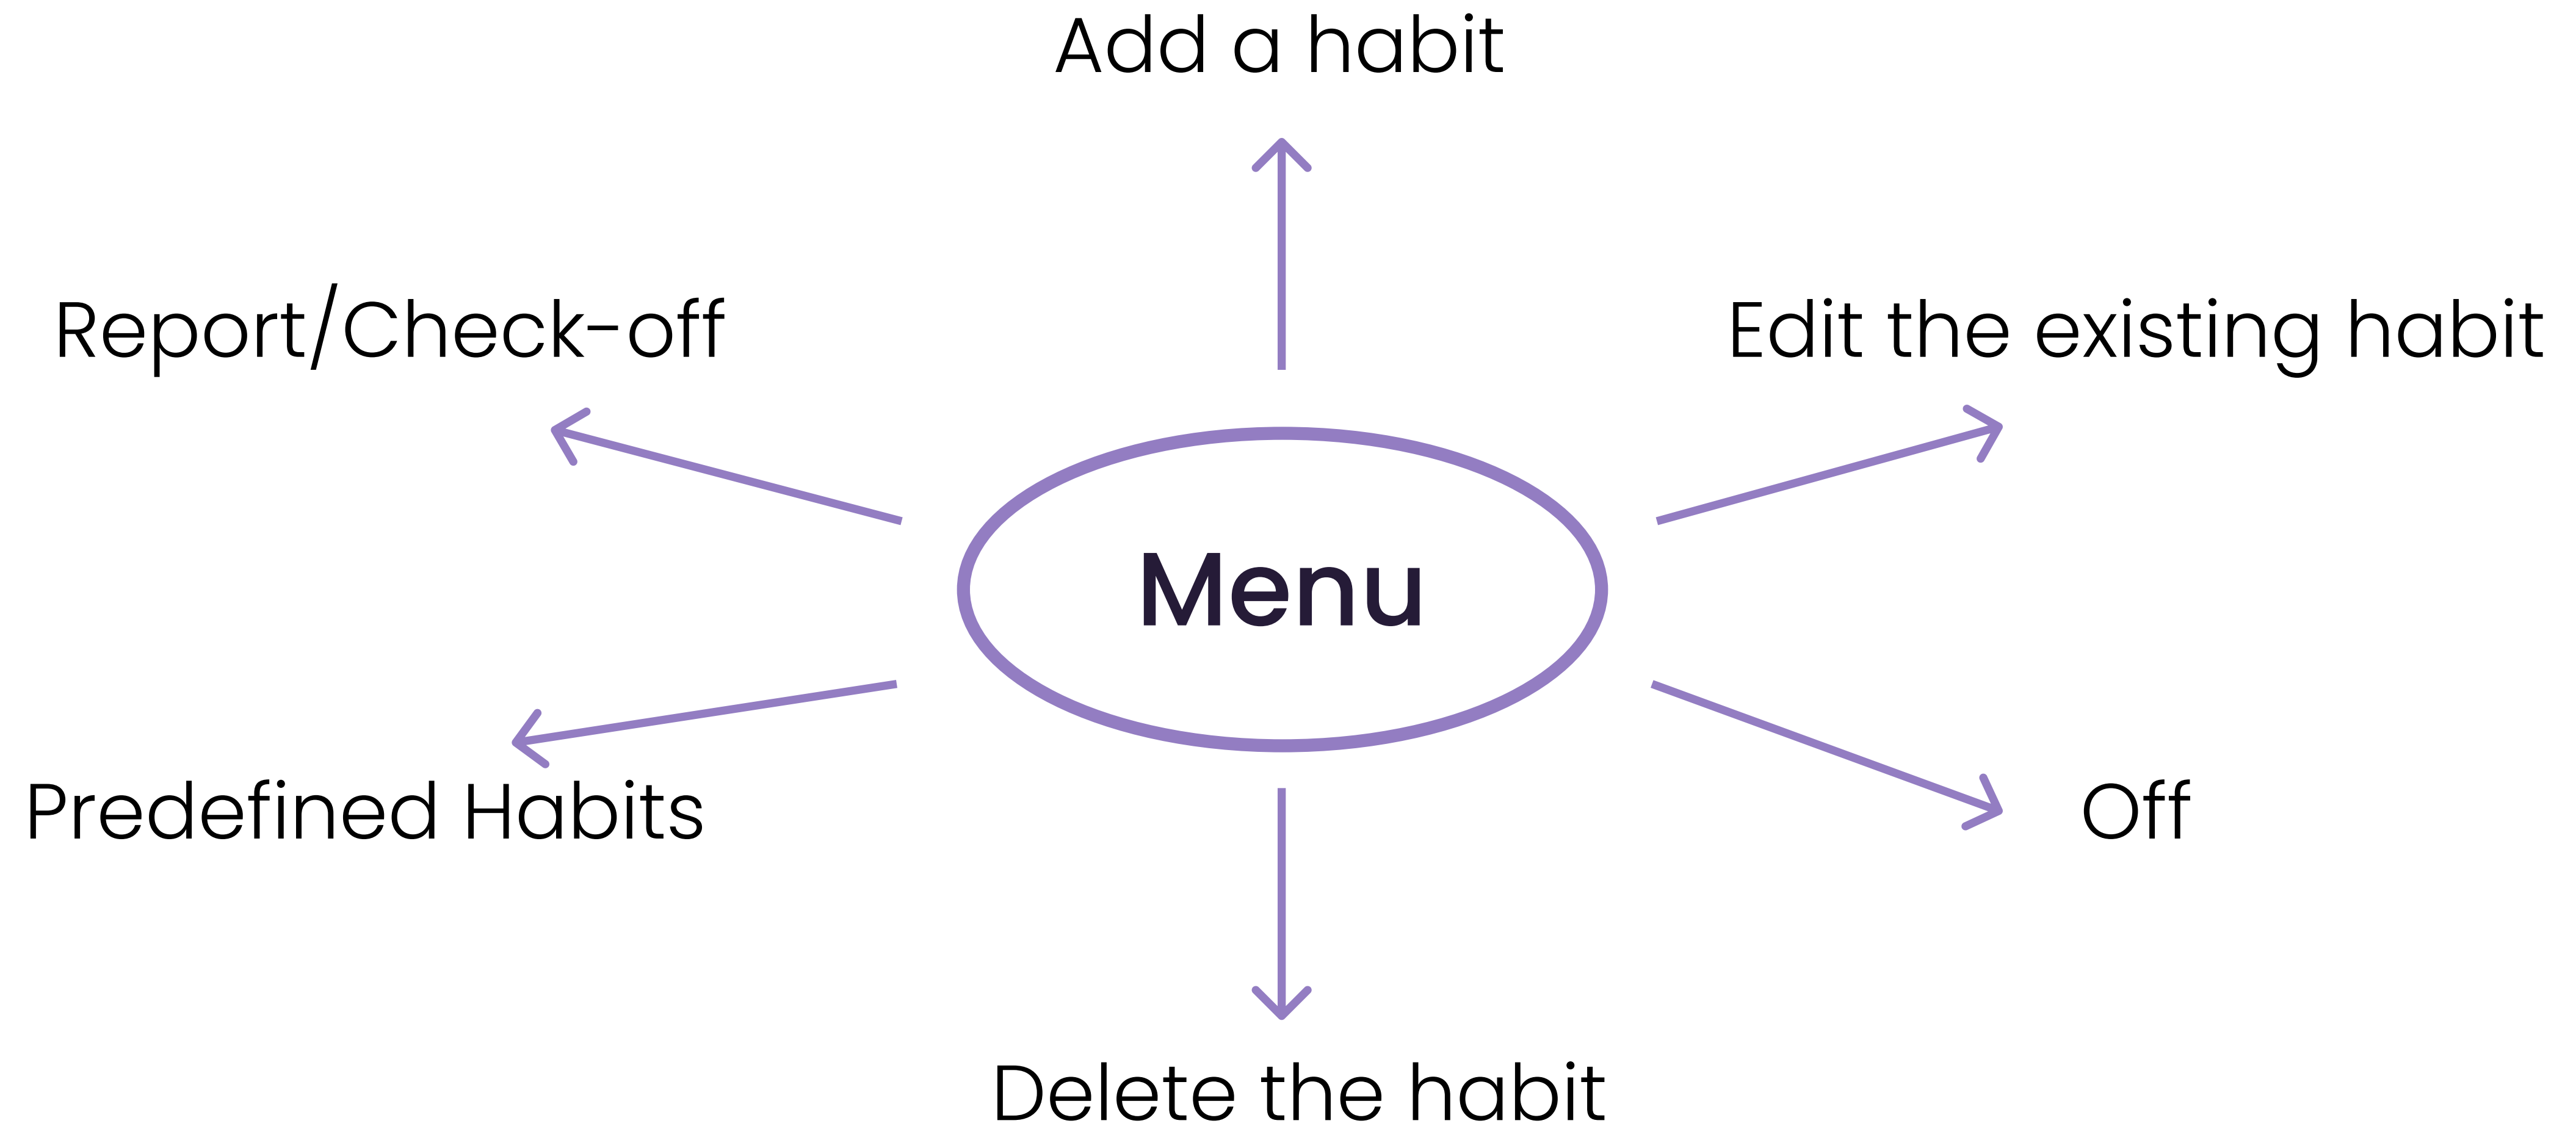 Add a habit
Report/Check-off
Edit the existing habit
Menu
Predefined Habits
Off
Delete the habit